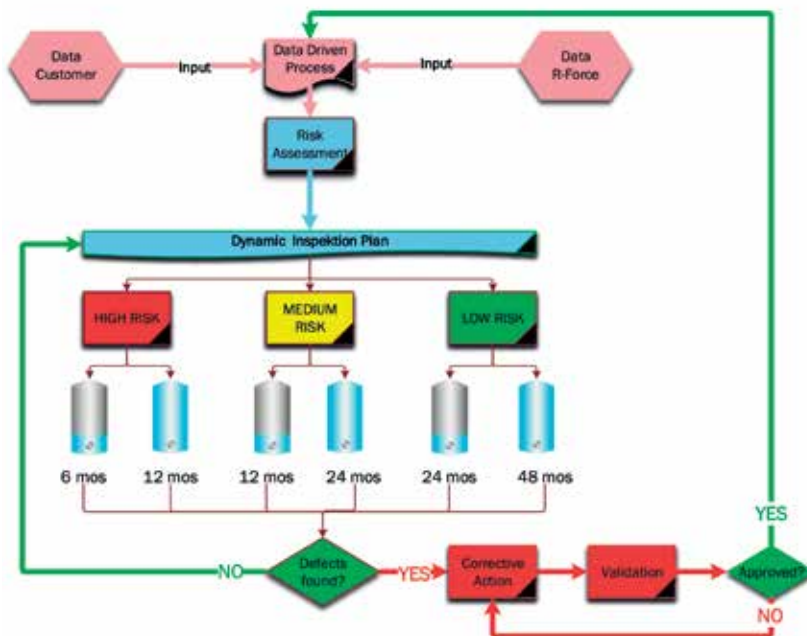 Data
Customer
Input
Data Driven
Process
Input
Data
R-Force
Risk
Assessment
Dynamic Inspektion Plan
HIGH RISK
MEDIUM
RISK
LOW RISK
6 mos
12 mos
12 mos
24 mos
24 mos
48 mos
YES
NO
Defects
found?
YES
Corrective
Action
Validation
Approved?
NO